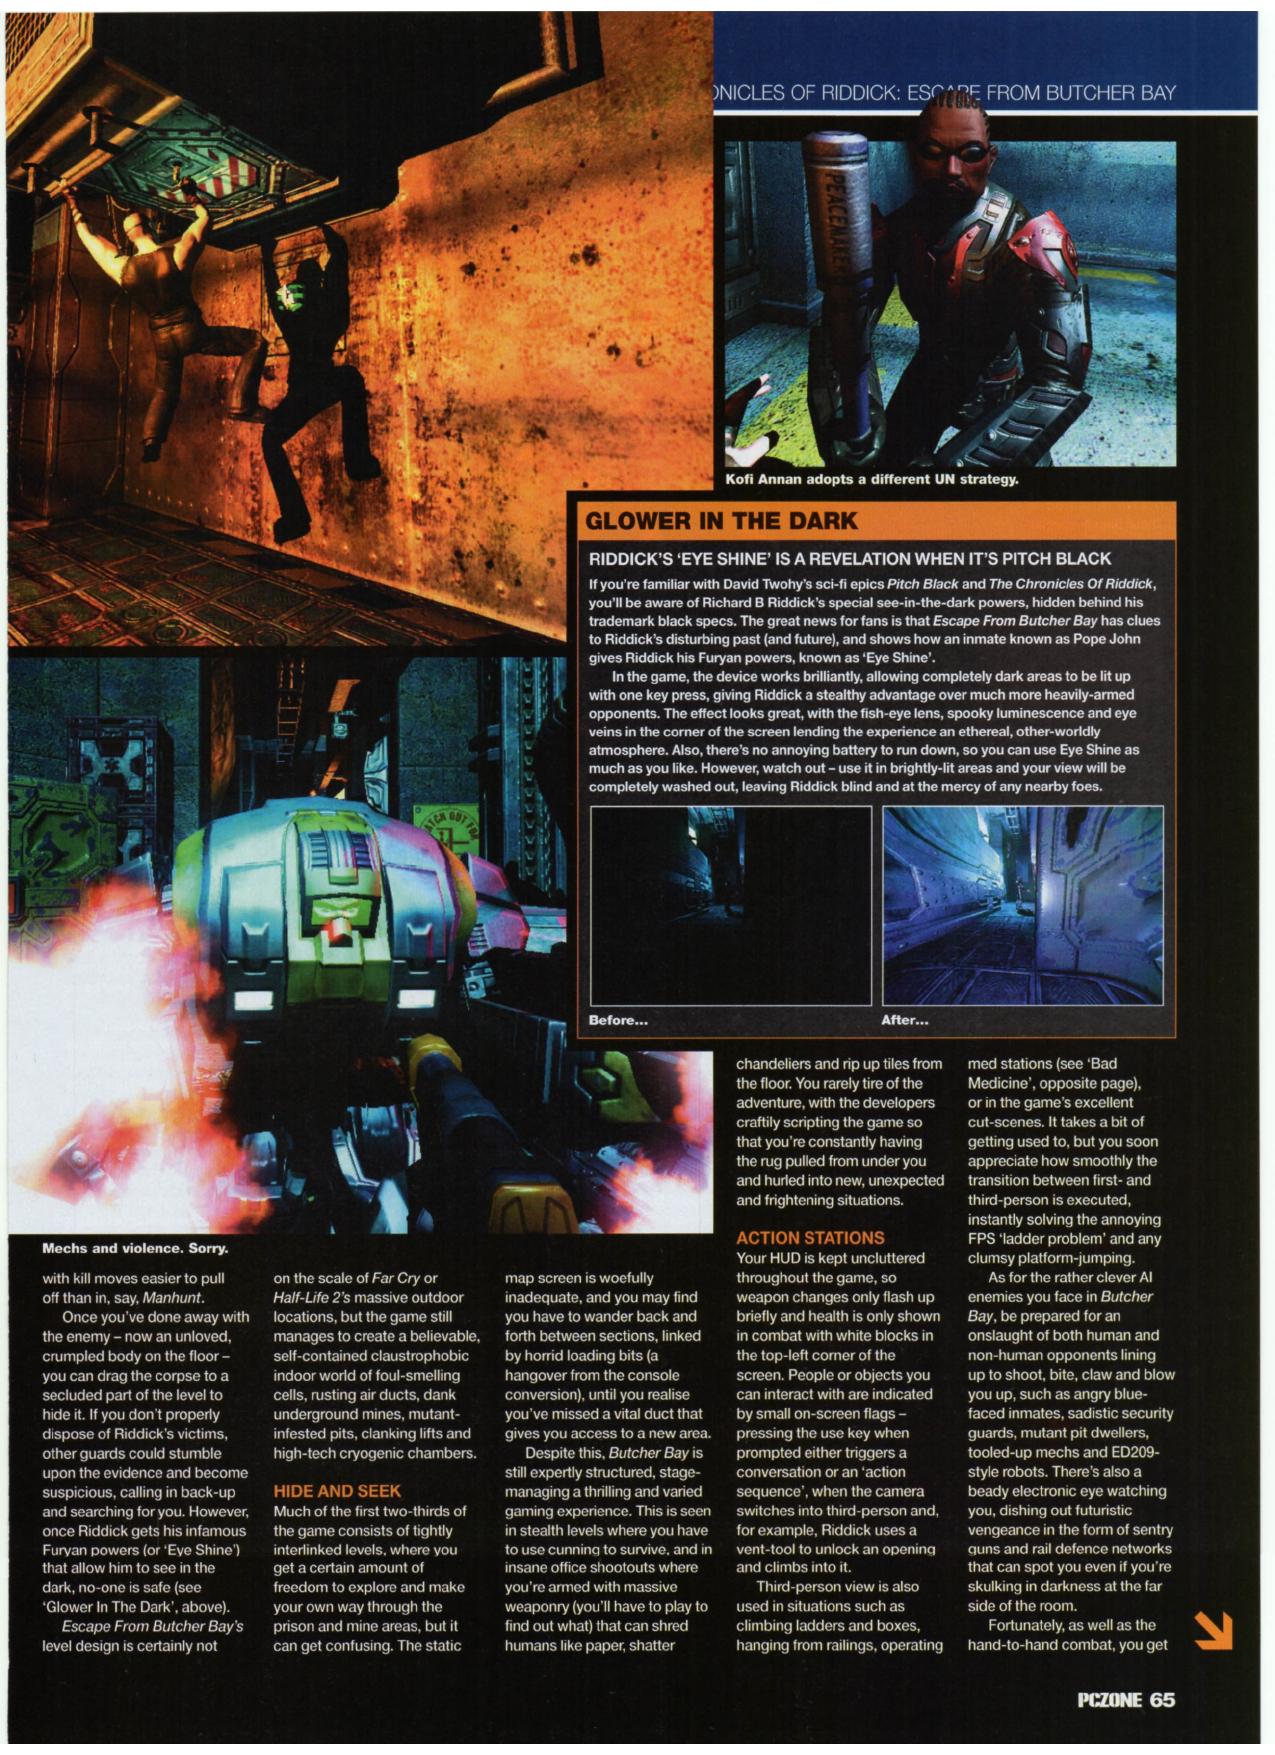 ONICLES OF RIDDICK: ESCAPE FROM BUTCHER BAY
PEACEMAKER
Kofi Annan adopts a different UN strategy.
GLOWER IN THE DARK
RIDDICK'S 'EYE SHINE' IS A REVELATION WHEN IT'S PITCH BLACK
If you're familiar with David Twohy's sci-fi epics Pitch Black and The Chronicles Of Riddick,
you'll be aware of Richard B Riddick's special see-in-the-dark powers, hidden behind his
trademark black specs. The great news for fans is that Escape From Butcher Bay has clues
to Riddick's disturbing past (and future), and shows how an inmate known as Pope John
gives Riddick his Furyan powers, known as 'Eye Shine'.
In the game, the device works brilliantly, allowing completely dark areas to be lit up
with one key press, giving Riddick a stealthy advantage over much more heavily-armed
opponents. The effect looks great, with the fish-eye lens, spooky luminescence and eye
veins in the corner of the screen lending the experience an ethereal, other-worldly
atmosphere. Also, there's no annoying battery to run down, so you can use Eye Shine as
much as you like. However, watch out – use it in brightly-lit areas and your view will be
completely washed out, leaving Riddick blind and at the mercy of any nearby foes.
Before...
After...
ATCH OUT FOR
Mechs and violence. Sorry.
with kill moves easier to pull
off than in, say, Manhunt.
Once you've done away with
the enemy – now an unloved,
crumpled body on the floor –
you can drag the corpse to a
secluded part of the level to
hide it. If you don't properly
dispose of Riddick's victims,
other guards could stumble
upon the evidence and become
suspicious, calling in back-up
and searching for you. However,
once Riddick gets his infamous
Furyan powers (or 'Eye Shine')
that allow him to see in the
dark, no-one is safe (see
'Glower In The Dark', above).
Escape From Butcher Bay's
level design is certainly not
on the scale of Far Cry or
Half-Life 2's massive outdoor
locations, but the game still
manages to create a believable,
self-contained claustrophobic
indoor world of foul-smelling
cells, rusting air ducts, dank
underground mines, mutant-
infested pits, clanking lifts and
high-tech cryogenic chambers.
HIDE AND SEEK
Much of the first two-thirds of
the game consists of tightly
interlinked levels, where you
get a certain amount of
freedom to explore and make
your own way through the
prison and mine areas, but it
can get confusing. The static
map screen is woefully
inadequate, and you may find
you have to wander back and
forth between sections, linked
by horrid loading bits (a
hangover from the console
conversion), until you realise
you've missed a vital duct that
gives you access to a new area.
Despite this, Butcher Bay is
still expertly structured, stage-
managing a thrilling and varied
gaming experience. This is seen
in stealth levels where you have
to use cunning to survive, and in
insane office shootouts where
you're armed with massive
weaponry (you'll have to play to
find out what) that can shred
humans like paper, shatter
chandeliers and rip up tiles from
the floor. You rarely tire of the
adventure, with the developers
craftily scripting the game so
that you're constantly having
the rug pulled from under you
and hurled into new, unexpected
and frightening situations.
ACTION STATIONS
Your HUD is kept uncluttered
throughout the game, so
weapon changes only flash up
briefly and health is only shown
in combat with white blocks in
the top-left corner of the
screen. People or objects you
can interact with are indicated
by small on-screen flags –
pressing the use key when
prompted either triggers a
conversation or an 'action
sequence', when the camera
switches into third-person and,
for example, Riddick uses a
vent-tool to unlock an opening
and climbs into it.
Third-person view is also
used in situations such as
climbing ladders and boxes,
hanging from railings, operating
med stations (see 'Bad
Medicine', opposite page),
or in the game's excellent
cut-scenes. It takes a bit of
getting used to, but you soon
appreciate how smoothly the
transition between first- and
third-person is executed,
instantly solving the annoying
FPS 'ladder problem' and any
clumsy platform-jumping.
As for the rather clever AI
enemies you face in Butcher
Bay, be prepared for an
onslaught of both human and
non-human opponents lining
up to shoot, bite, claw and blow
you up, such as angry blue-
faced inmates, sadistic security
guards, mutant pit dwellers,
tooled-up mechs and ED209-
style robots. There's also a
beady electronic eye watching
you, dishing out futuristic
vengeance in the form of sentry
guns and rail defence networks
that can spot you even if you're
skulking in darkness at the far
side of the room.
Fortunately, as well as the
hand-to-hand combat, you get
PCZONE 65